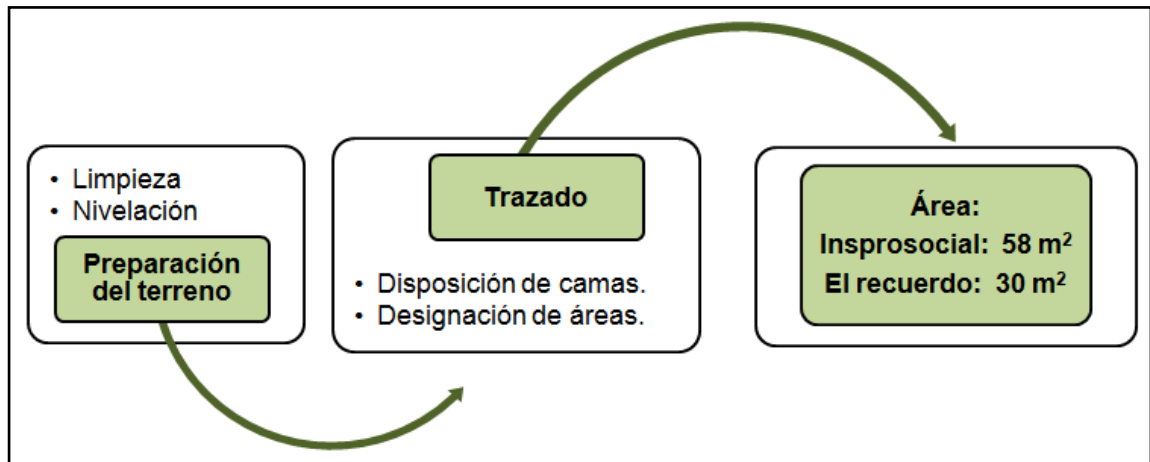 • Limpieza
• Nivelación
Preparación
del terreno
Trazado
• Disposición de camas.
• Designación de áreas.
Área:
Insprosocial: 58 m²
El recuerdo: 30 m²